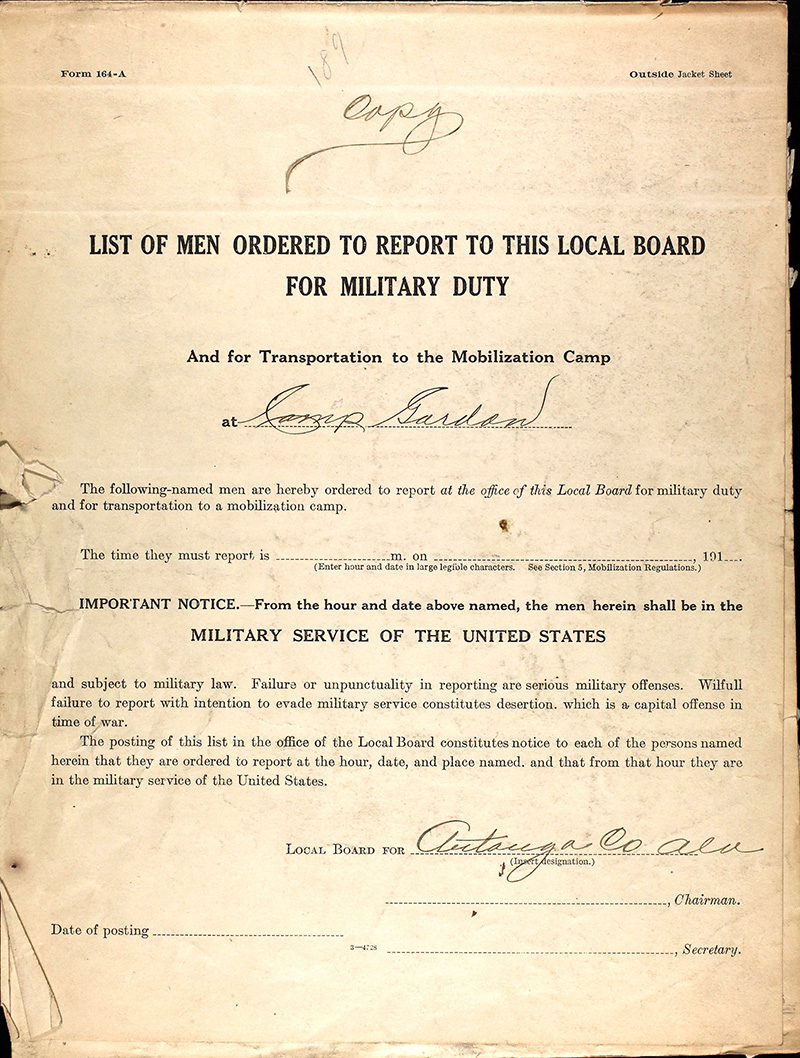 189
Form 164-A
Outside Jacket Sheet
Copy
LIST OF MEN ORDERED TO REPORT TO THIS LOCAL BOARD
FOR MILITARY DUTY
And for Transportation to the Mobilization Camp
at Camp Gordon
The following-named men are hereby ordered to report at the office of this Local Board for military duty
and for transportation to a mobilization camp.
The time they must report is ............ m. on ............, 191....
(Enter hour and date in large legible characters. See Section 5, Mobilization Regulations.)
IMPORTANT NOTICE.—From the hour and date above named, the men herein shall be in the
MILITARY SERVICE OF THE UNITED STATES
and subject to military law. Failure or unpunctuality in reporting are serious military offenses. Wilfull
failure to report with intention to evade military service constitutes desertion. which is a capital offense in
time of war.
The posting of this list in the office of the Local Board constitutes notice to each of the persons named
herein that they are ordered to report at the hour, date, and place named. and that from that hour they are
in the military service of the United States.
LOCAL BOARD FOR Autauga Co Ala
(Insert designation.)
............, Chairman.
Date of posting ............
3—4728 ............, Secretary.